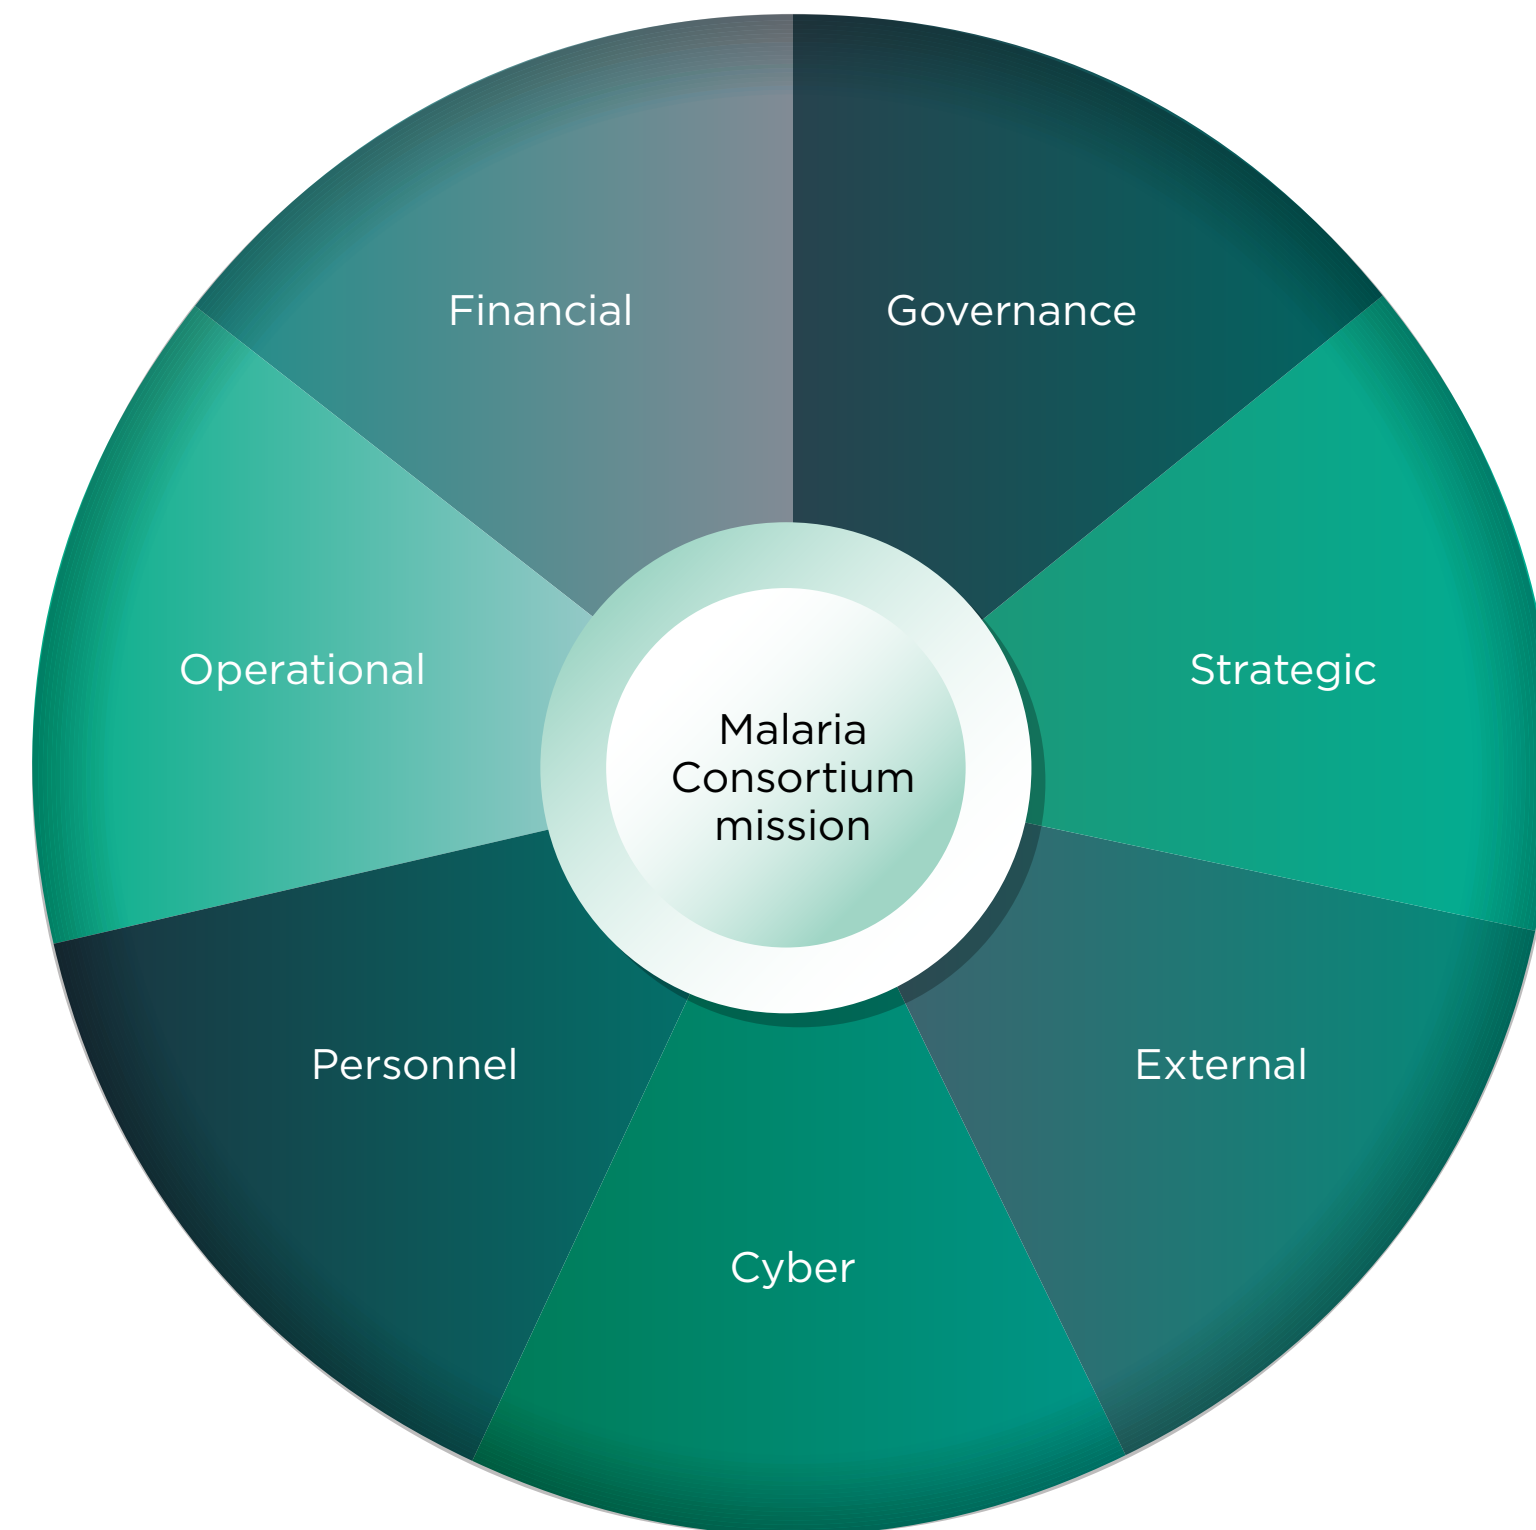 Financial
Governance
Operational
Strategic
Malaria
Consortium
mission
Personnel
External
Cyber